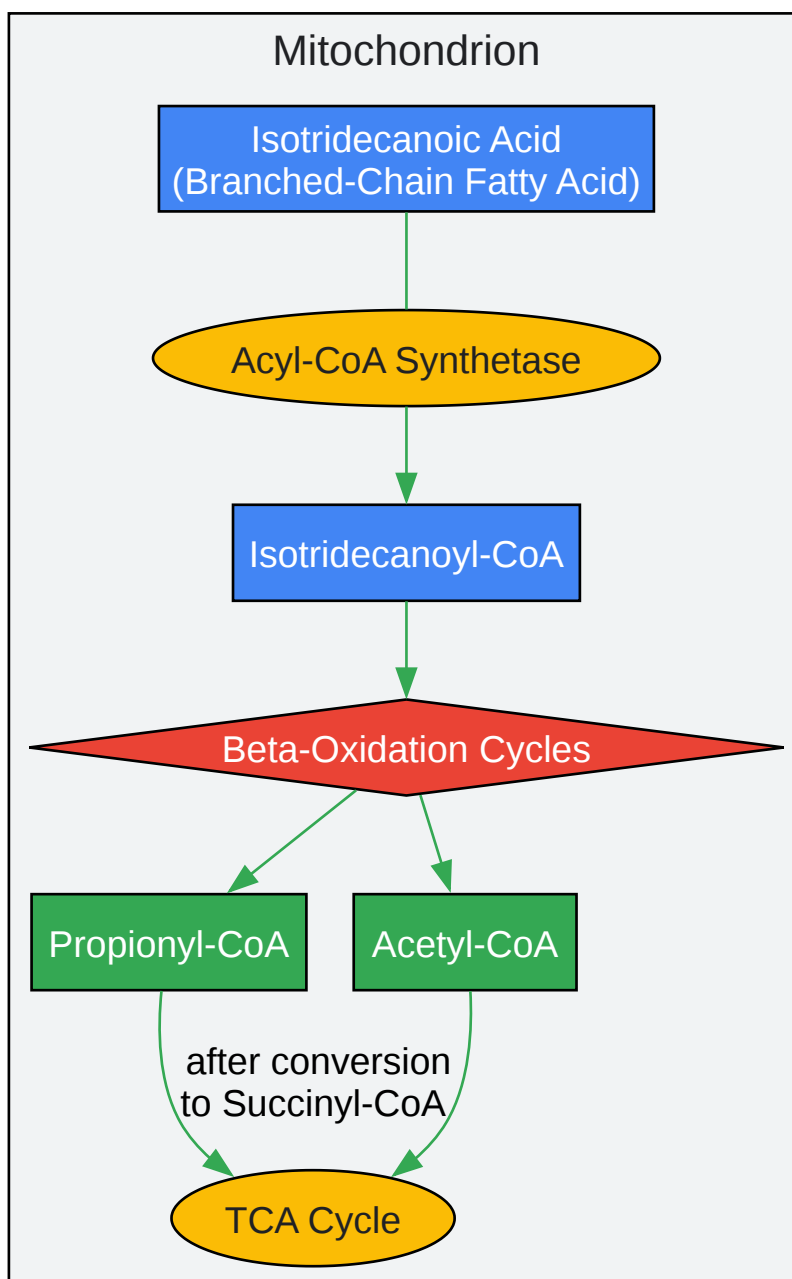 Mitochondrion
Isotridecanoic Acid
(Branched-Chain Fatty Acid)
Acyl-CoA Synthetase
Isotridecanoyl-CoA
Beta-Oxidation Cycles
Propionyl-CoA
Acetyl-CoA
after conversion
to Succinyl-CoA
TCA Cycle